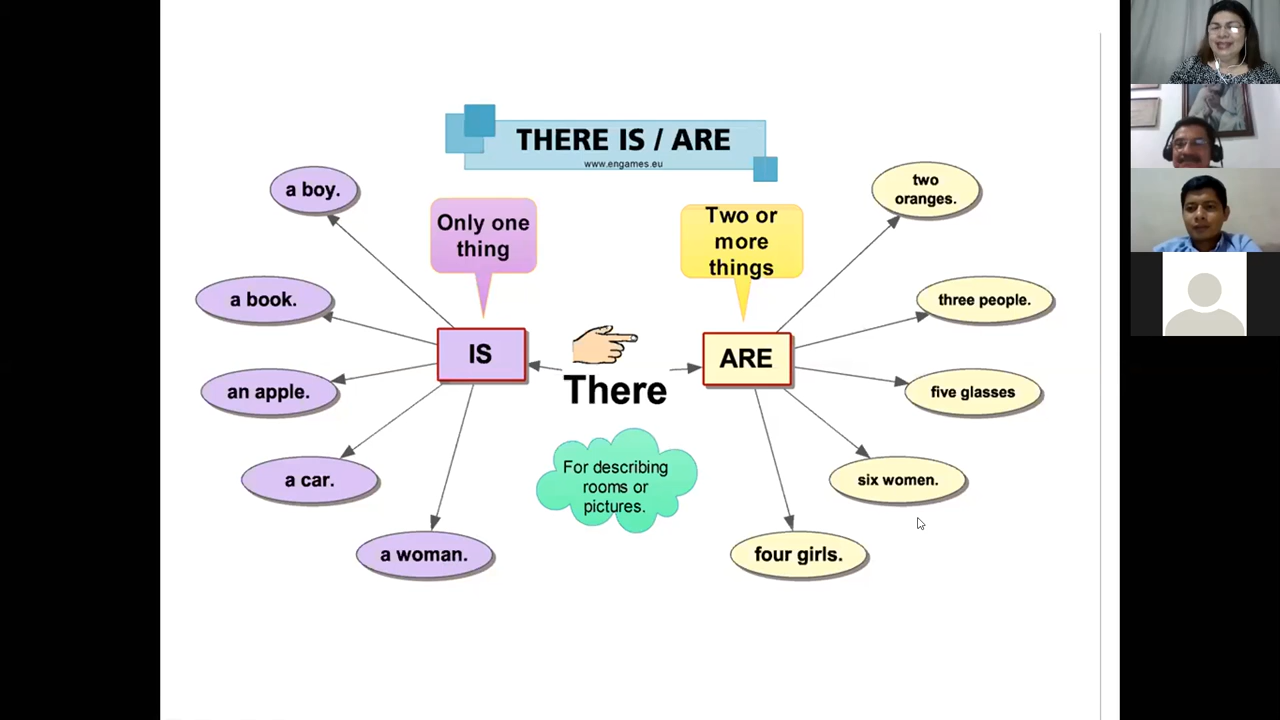 THERE IS / ARE
www.engames.eu
a boy.
Only one
thing
Two or
more
things
two
oranges.
a book.
three people.
IS
There
ARE
an apple.
five glasses
a car.
For describing
rooms or
pictures.
six women.
a woman.
four girls.